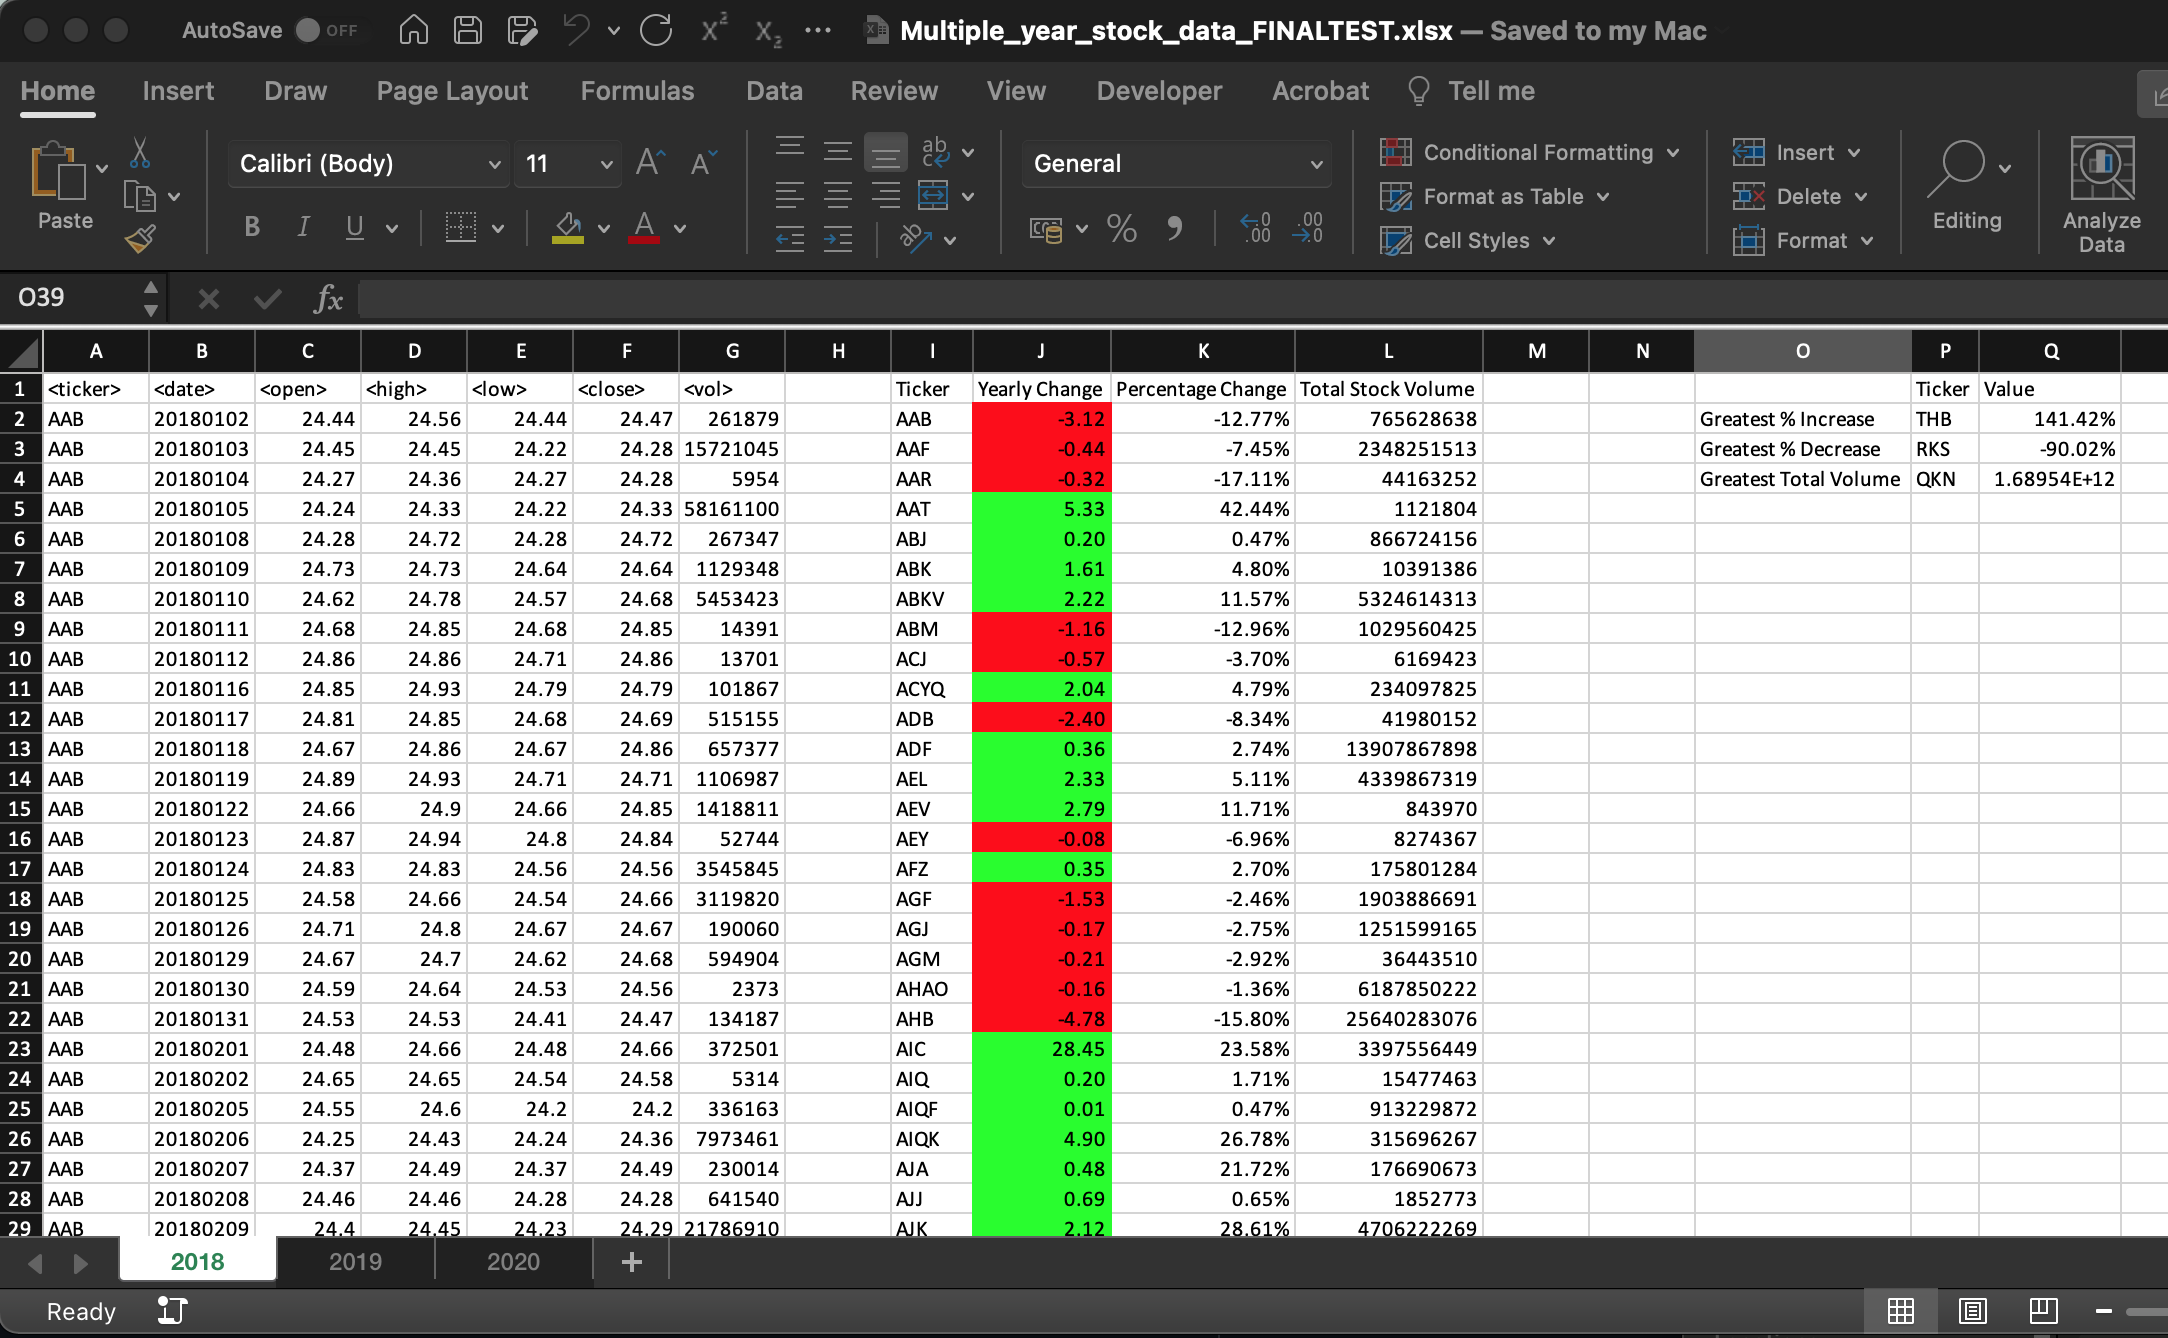 AutoSave OFF X² X₂ ... Multiple_year_stock_data_FINALTEST.xlsx — Saved to my Mac
Home Insert Draw Page Layout Formulas Data Review View Developer Acrobat Tell me
Paste Calibri (Body) 11 A A ab c General Conditional Formatting Insert Editing Analyze Data
B I U A ab % 9 0 .00 .00 0 Format as Table Delete
Cell Styles Format
O39 fx
A B C D E F G H I J K L M N O P Q
1 <ticker> <date> <open> <high> <low> <close> <vol> Ticker Yearly Change Percentage Change Total Stock Volume Ticker Value
2 AAB 20180102 24.44 24.56 24.44 24.47 261879 AAB -3.12 -12.77% 765628638 Greatest % Increase THB 141.42%
3 AAB 20180103 24.45 24.45 24.22 24.28 15721045 AAF -0.44 -7.45% 2348251513 Greatest % Decrease RKS -90.02%
4 AAB 20180104 24.27 24.36 24.27 24.28 5954 AAR -0.32 -17.11% 44163252 Greatest Total Volume QKN 1.68954E+12
5 AAB 20180105 24.24 24.33 24.22 24.33 58161100 AAT 5.33 42.44% 1121804
6 AAB 20180108 24.28 24.72 24.28 24.72 267347 ABJ 0.20 0.47% 866724156
7 AAB 20180109 24.73 24.73 24.64 24.64 1129348 ABK 1.61 4.80% 10391386
8 AAB 20180110 24.62 24.78 24.57 24.68 5453423 ABKV 2.22 11.57% 5324614313
9 AAB 20180111 24.68 24.85 24.68 24.85 14391 ABM -1.16 -12.96% 1029560425
10 AAB 20180112 24.86 24.86 24.71 24.86 13701 ACJ -0.57 -3.70% 6169423
11 AAB 20180116 24.85 24.93 24.79 24.79 101867 ACYQ 2.04 4.79% 234097825
12 AAB 20180117 24.81 24.85 24.68 24.69 515155 ADB -2.40 -8.34% 41980152
13 AAB 20180118 24.67 24.86 24.67 24.86 657377 ADF 0.36 2.74% 13907867898
14 AAB 20180119 24.89 24.93 24.71 24.71 1106987 AEL 2.33 5.11% 4339867319
15 AAB 20180122 24.66 24.9 24.66 24.85 1418811 AEV 2.79 11.71% 843970
16 AAB 20180123 24.87 24.94 24.8 24.84 52744 AEY -0.08 -6.96% 8274367
17 AAB 20180124 24.83 24.83 24.56 24.56 3545845 AFZ 0.35 2.70% 175801284
18 AAB 20180125 24.58 24.66 24.54 24.66 3119820 AGF -1.53 -2.46% 1903886691
19 AAB 20180126 24.71 24.8 24.67 24.67 190060 AGJ -0.17 -2.75% 1251599165
20 AAB 20180129 24.67 24.7 24.62 24.68 594904 AGM -0.21 -2.92% 36443510
21 AAB 20180130 24.59 24.64 24.53 24.56 2373 AHAO -0.16 -1.36% 6187850222
22 AAB 20180131 24.53 24.53 24.41 24.47 134187 AHB -4.78 -15.80% 25640283076
23 AAB 20180201 24.48 24.66 24.48 24.66 372501 AIC 28.45 23.58% 3397556449
24 AAB 20180202 24.65 24.65 24.54 24.58 5314 AIQ 0.20 1.71% 15477463
25 AAB 20180205 24.55 24.6 24.2 24.2 336163 AIQF 0.01 0.47% 913229872
26 AAB 20180206 24.25 24.43 24.24 24.36 7973461 AIQK 4.90 26.78% 315696267
27 AAB 20180207 24.37 24.49 24.37 24.49 230014 AJA 0.48 21.72% 176690673
28 AAB 20180208 24.46 24.46 24.28 24.28 641540 AJJ 0.69 0.65% 1852773
29 AAB 20180209 24.4 24.45 24.23 24.29 21786910 AJK 2.12 28.61% 4706222269
2018 2019 2020 +
Ready